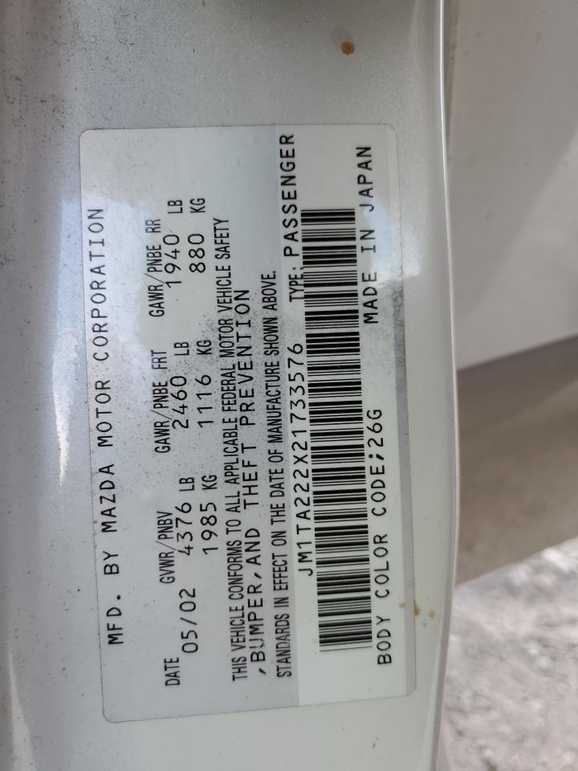 MFD. BY MAZDA MOTOR CORPORATION
DATE GVWR/PNBV GAWR/PNBE FRT GAWR/PNBE RR
05/02 4376 LB 2460 LB 1940 LB
1985 KG 1116 KG 880 KG
THIS VEHICLE CONFORMS TO ALL APPLICABLE FEDERAL MOTOR VEHICLE SAFETY
,BUMPER,AND THEFT PREVENTION
STANDARDS IN EFFECT ON THE DATE OF MANUFACTURE SHOWN ABOVE.
JM1TA222X21733576 TYPE: PASSENGER
BODY COLOR CODE;26G MADE IN JAPAN